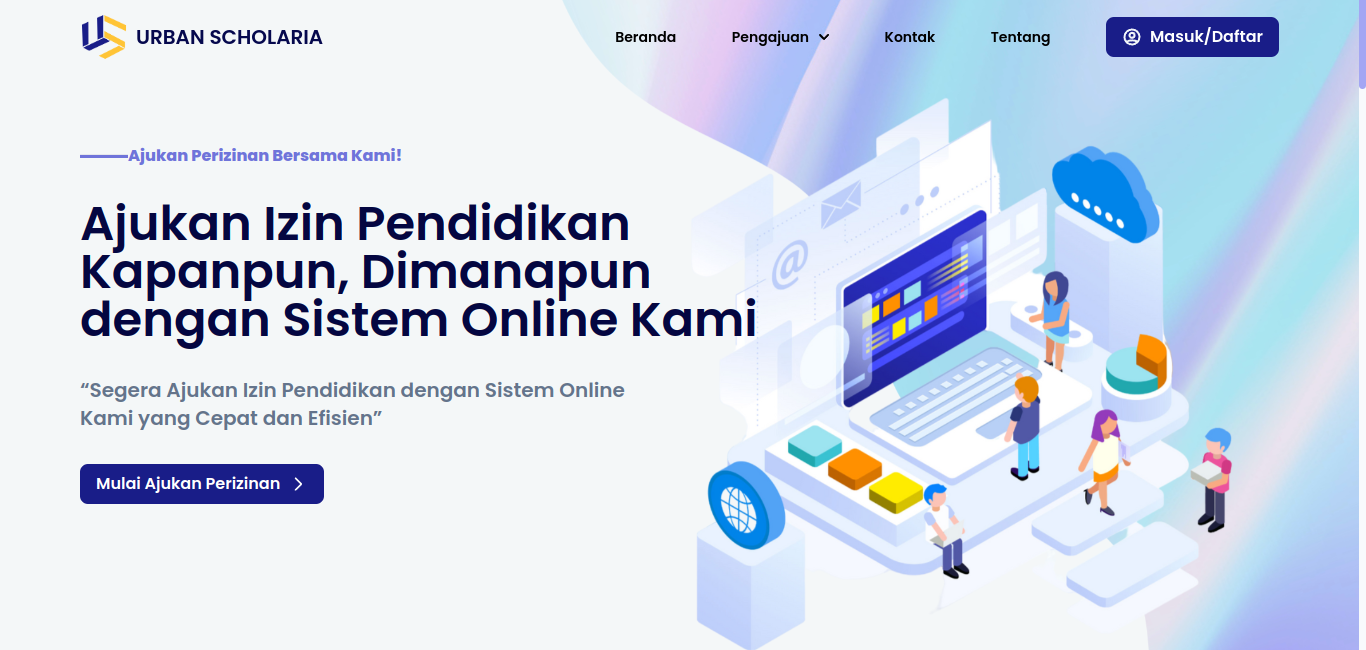 URBAN SCHOLARIA
Beranda
Pengajuan
Kontak
Tentang
Masuk/Daftar
Ajukan Perizinan Bersama Kami!
Ajukan Izin Pendidikan
Kapanpun, Dimanapun
dengan Sistem Online Kami
“Segera Ajukan Izin Pendidikan dengan Sistem Online
Kami yang Cepat dan Efisien”
Mulai Ajukan Perizinan
@